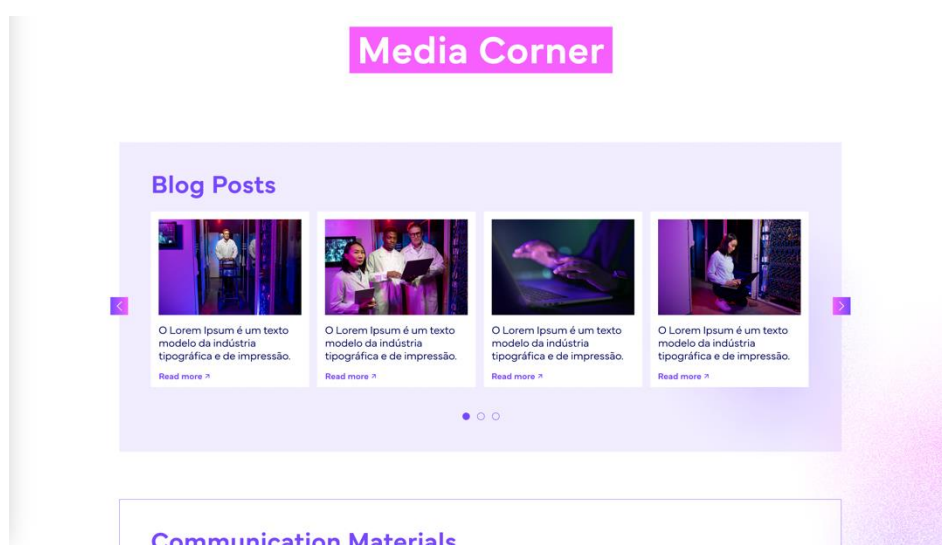 Media Corner
Blog Posts
O Lorem Ipsum é um texto
modelo da indústria
tipográfica e de impressão.
Read more ↗
O Lorem Ipsum é um texto
modelo da indústria
tipográfica e de impressão.
Read more ↗
O Lorem Ipsum é um texto
modelo da indústria
tipográfica e de impressão.
Read more ↗
O Lorem Ipsum é um texto
modelo da indústria
tipográfica e de impressão.
Read more ↗
Communication Materials